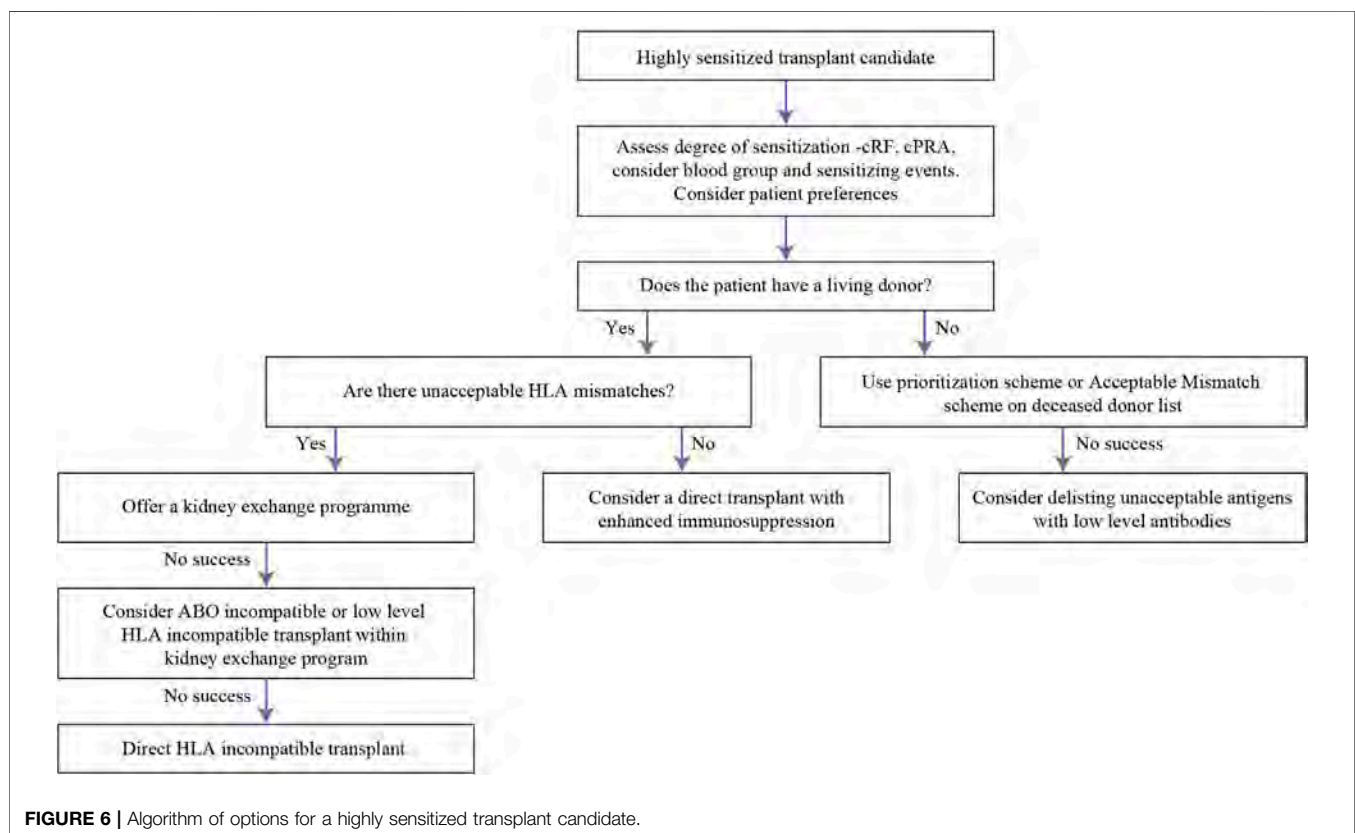 Highly sensitized transplant candidate
Assess degree of sensitization -cRF, cPRA,
consider blood group and sensitizing events.
Consider patient preferences
Does the patient have a living donor?
Yes
No
Are there unacceptable HLA mismatches?
Use prioritization scheme or Acceptable Mismatch
scheme on deceased donor list
Yes
No
No success
Offer a kidney exchange programme
Consider a direct transplant with
enhanced immunosuppression
Consider delisting unacceptable antigens
with low level antibodies
No success
Consider ABO incompatible or low level
HLA incompatible transplant within
kidney exchange program
No success
Direct HLA incompatible transplant
FIGURE 6 | Algorithm of options for a highly sensitized transplant candidate.